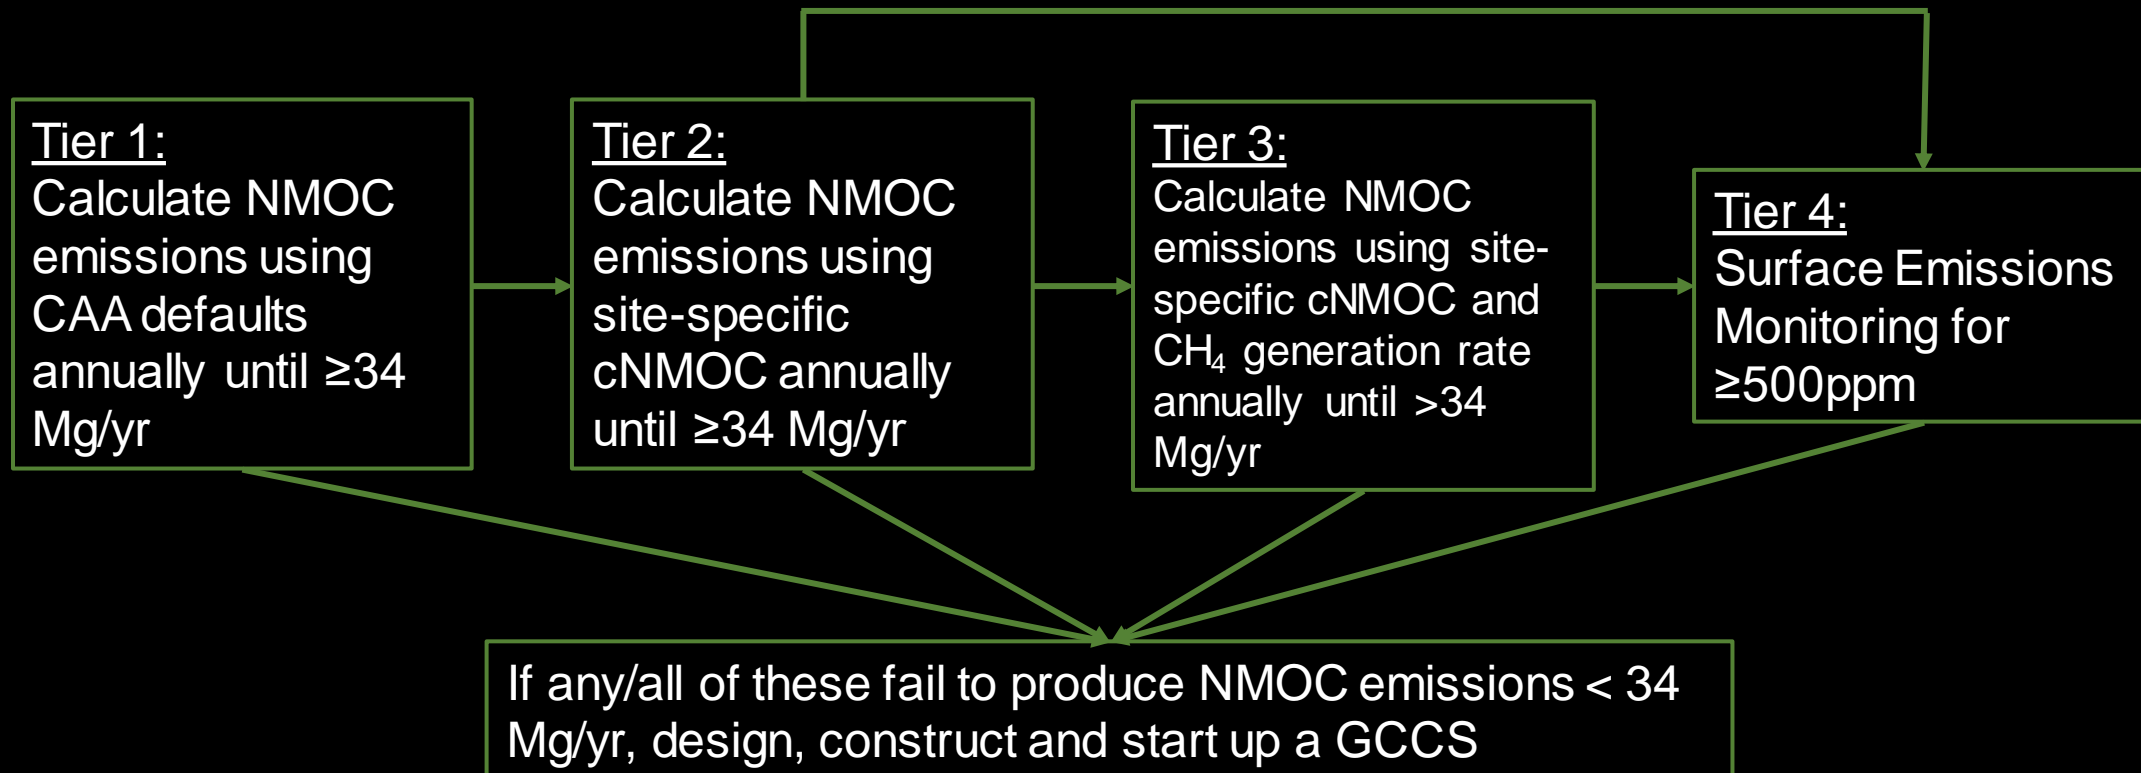 Tier 1:
Calculate NMOC
emissions using
CAA defaults
annually until ≥34
Mg/yr
Tier 2:
Calculate NMOC
emissions using
site-specific
cNMOC annually
until ≥34 Mg/yr
Tier 3:
Calculate NMOC
emissions using site-
specific cNMOC and
CH₄ generation rate
annually until >34
Mg/yr
Tier 4:
Surface Emissions
Monitoring for
≥500ppm
If any/all of these fail to produce NMOC emissions < 34
Mg/yr, design, construct and start up a GCCS